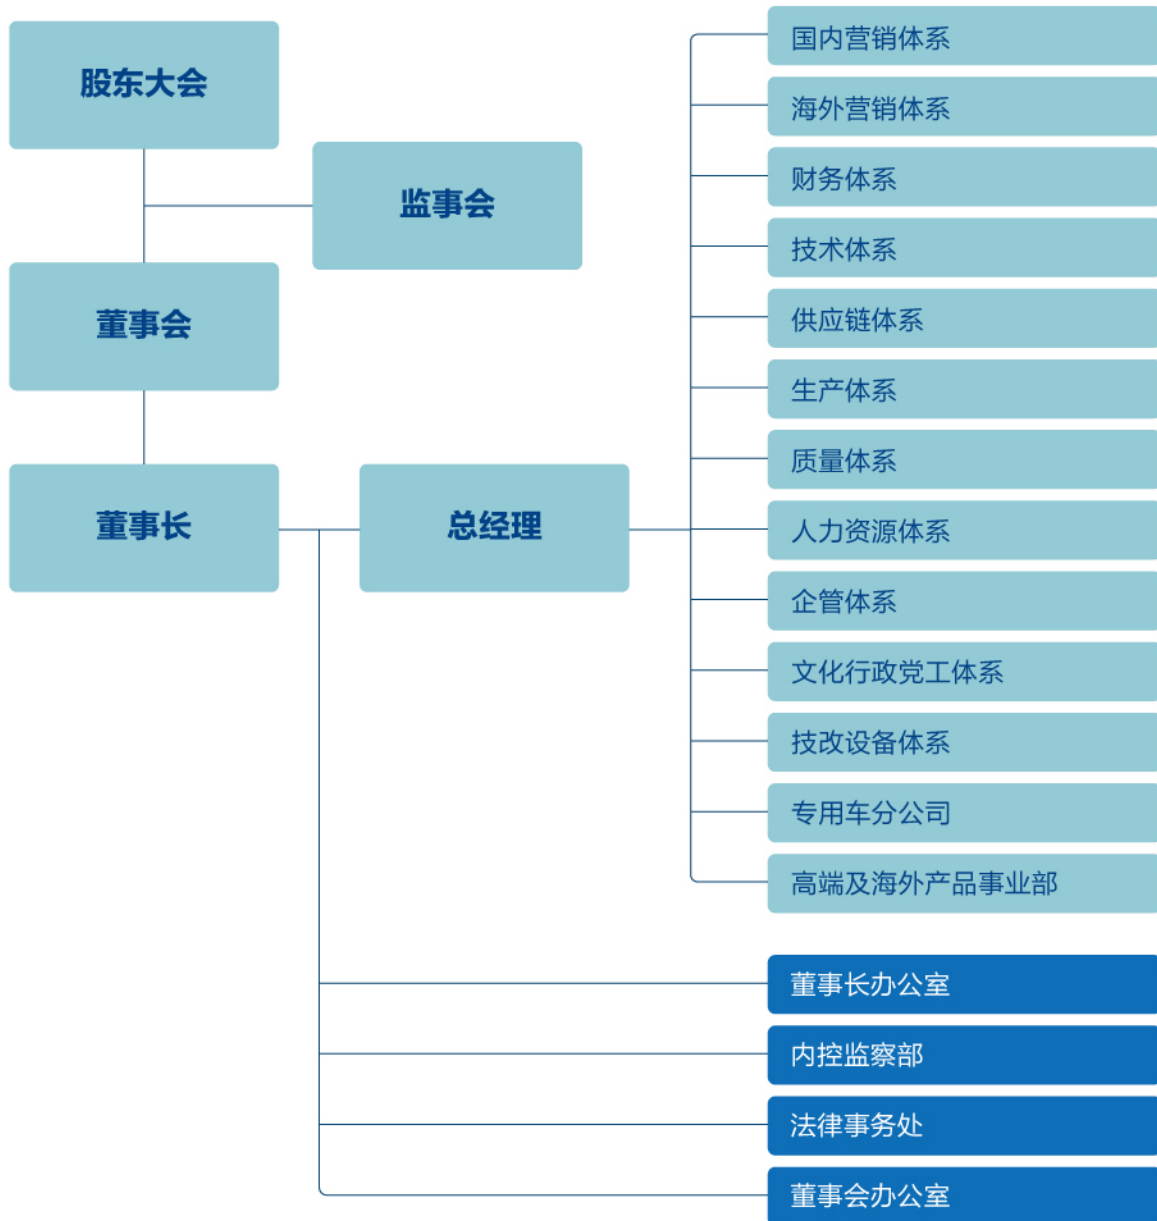 股东大会
监事会
董事会
董事长
总经理
国内营销体系
海外营销体系
财务体系
技术体系
供应链体系
生产体系
质量体系
人力资源体系
企管体系
文化行政党工体系
技改设备体系
专用车分公司
高端及海外产品事业部
董事长办公室
内控监察部
法律事务处
董事会办公室